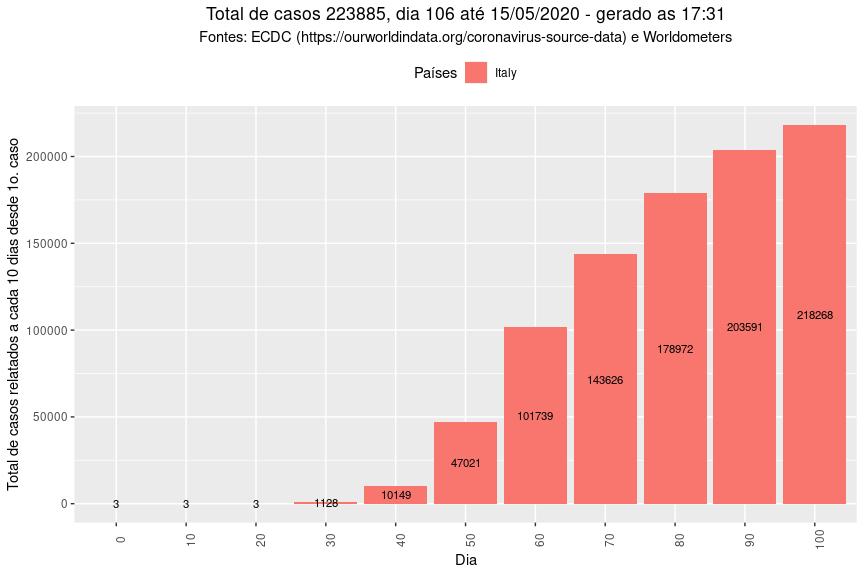 Total de casos 223885, dia 106 até 15/05/2020 - gerado as 17:31
Fontes: ECDC (https://ourworldindata.org/coronavirus-source-data) e Worldometers
Países Italy
Total de casos relatados a cada 10 dias desde 1o. caso
200000
150000
100000
50000
0
3 3 3 1128 10149 47021 101739 143626 178972 203591 218268
0 10 20 30 40 50 60 70 80 90 100
Dia